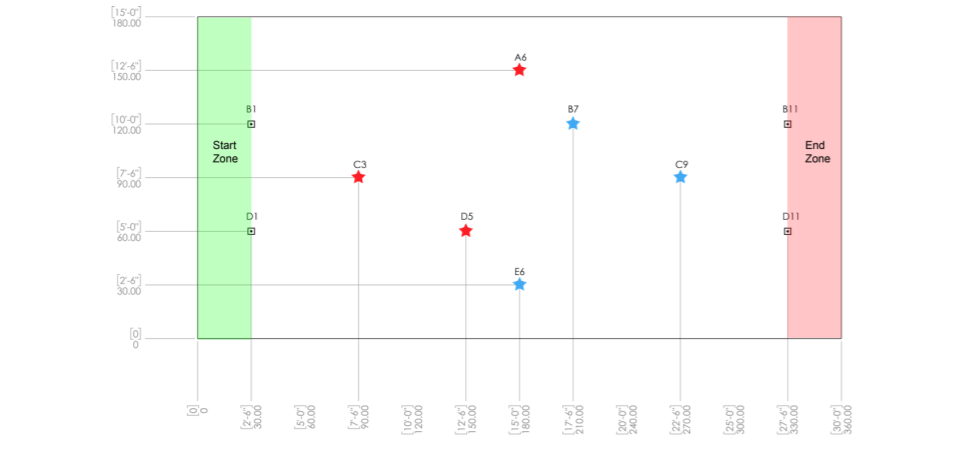 [15'-0"]
180.00
A6
[12'-6"]
150.00
B1
B7
B11
[10'-0"]
120.00
Start
Zone
End
Zone
C3
C9
[7'-6"]
90.00
D1
D5
D11
[5'-0"]
60.00
E6
[2'-6"]
30.00
[0]
0
[0]
0
[2'-6"]
30.00
[5'-0"]
60.00
[7'-6"]
90.00
[10'-0"]
120.00
[12'-6"]
150.00
[15'-0"]
180.00
[17'-6"]
210.00
[20'-0"]
240.00
[22'-6"]
270.00
[25'-0"]
300.00
[27'-6"]
330.00
[30'-0"]
360.00